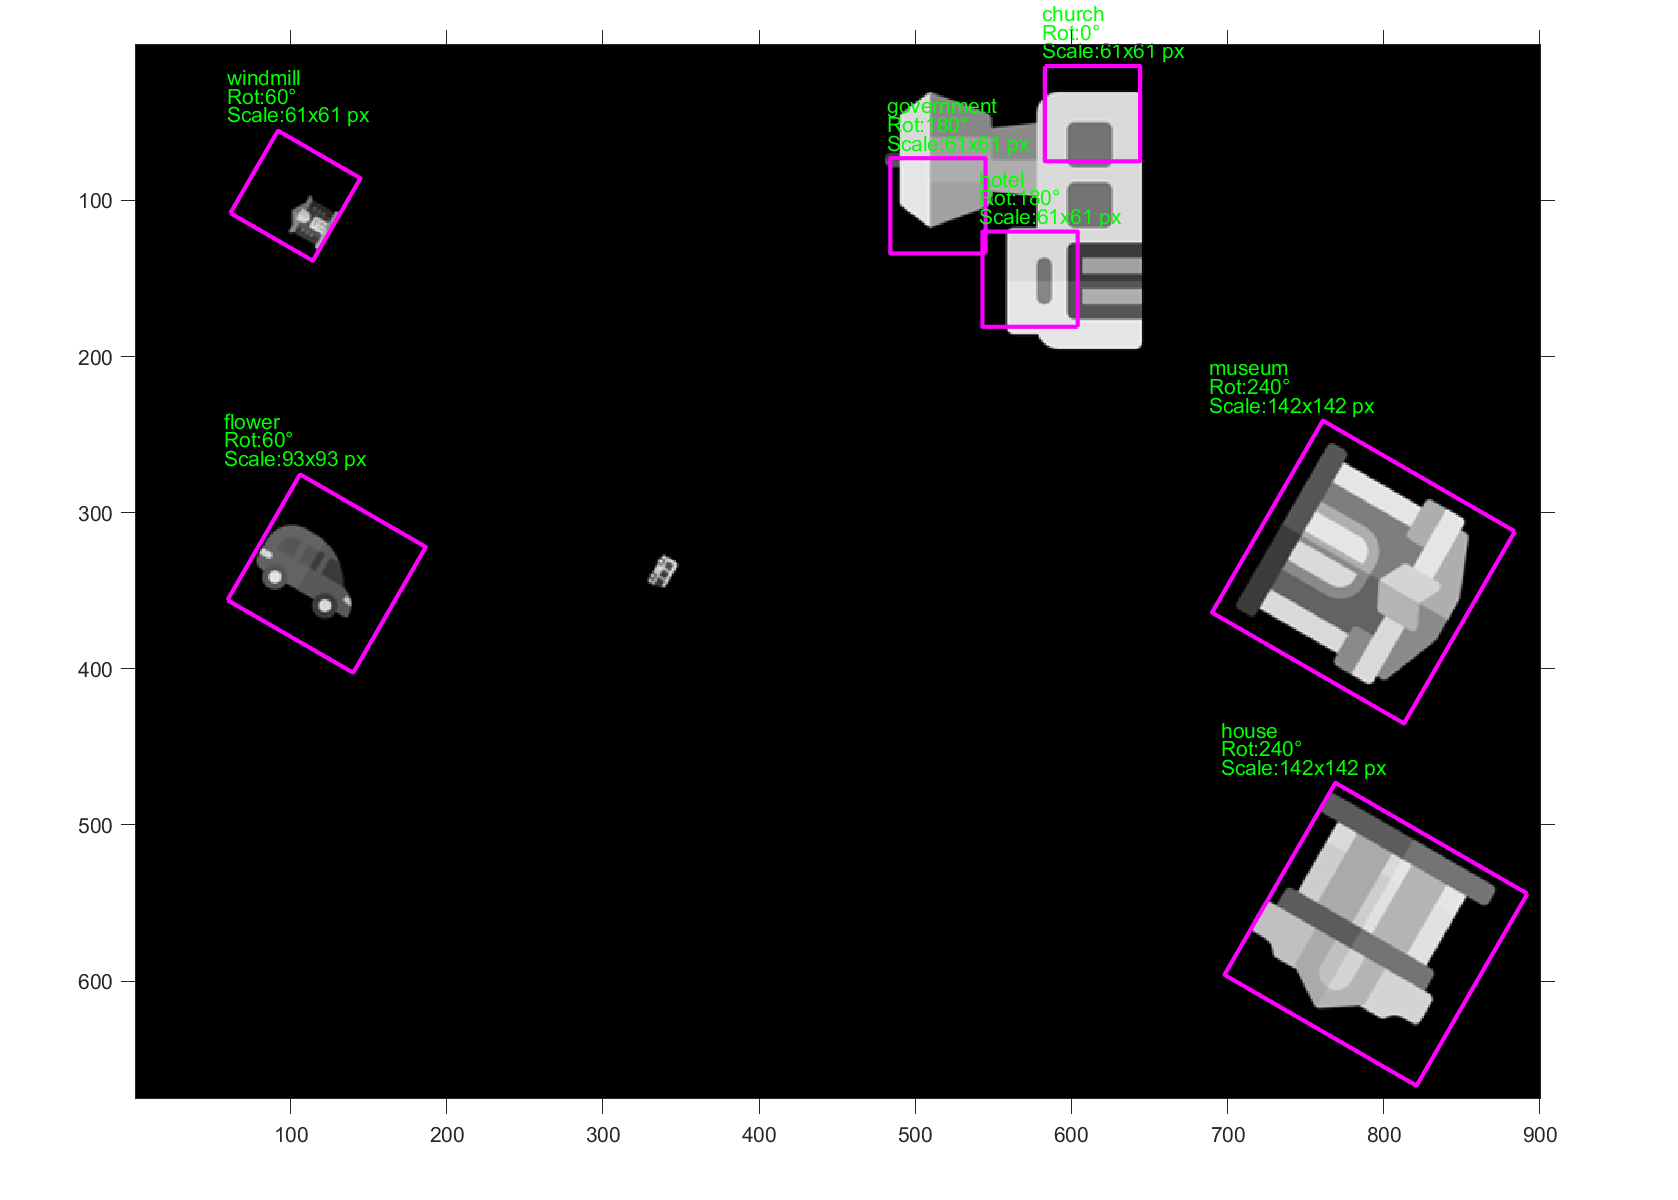 church
Rot:0°
Scale:61x61 px
windmill
Rot:60°
Scale:61x61 px
government
Rot:180°
Scale:61x61 px
hotel
Rot:180°
Scale:61x61 px
museum
Rot:240°
Scale:142x142 px
flower
Rot:60°
Scale:93x93 px
house
Rot:240°
Scale:142x142 px
100
200
300
400
500
600
100 200 300 400 500 600 700 800 900